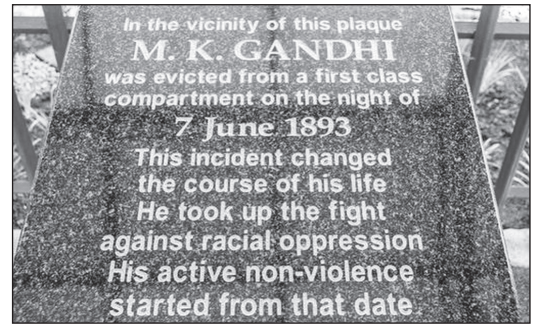 In the vicinity of this plaque
M. K. GANDHI
was evicted from a first class
compartment on the night of
7 June 1893
This incident changed
the course of his life
He took up the fight
against racial oppression
His active non-violence
started from that date